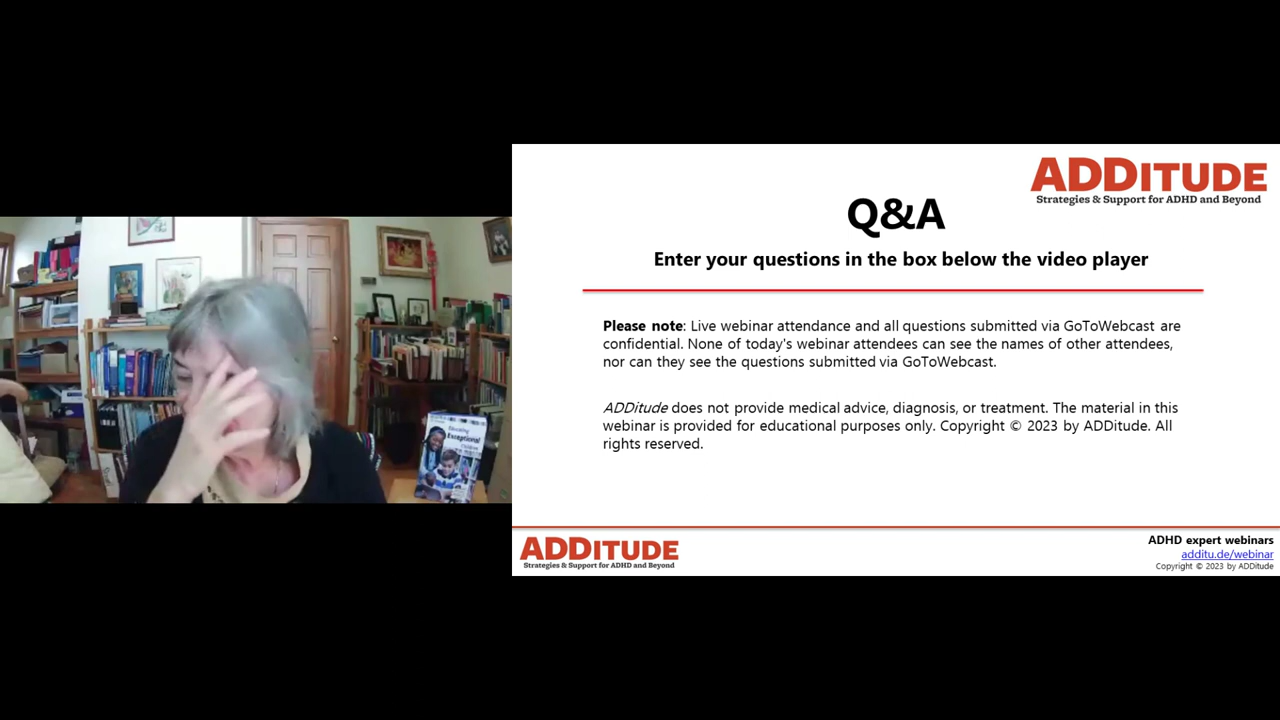 Educating
Exceptional
Children
ADDITUDE
Strategies & Support for ADHD and Beyond
Q&A
Enter your questions in the box below the video player
Please note: Live webinar attendance and all questions submitted via GoToWebcast are
confidential. None of today's webinar attendees can see the names of other attendees,
nor can they see the questions submitted via GoToWebcast.
ADDitude does not provide medical advice, diagnosis, or treatment. The material in this
webinar is provided for educational purposes only. Copyright © 2023 by ADDitude. All
rights reserved.
ADDITUDE
Strategies & Support for ADHD and Beyond
ADHD expert webinars
additu.de/webinar
Copyright © 2023 by ADDitude